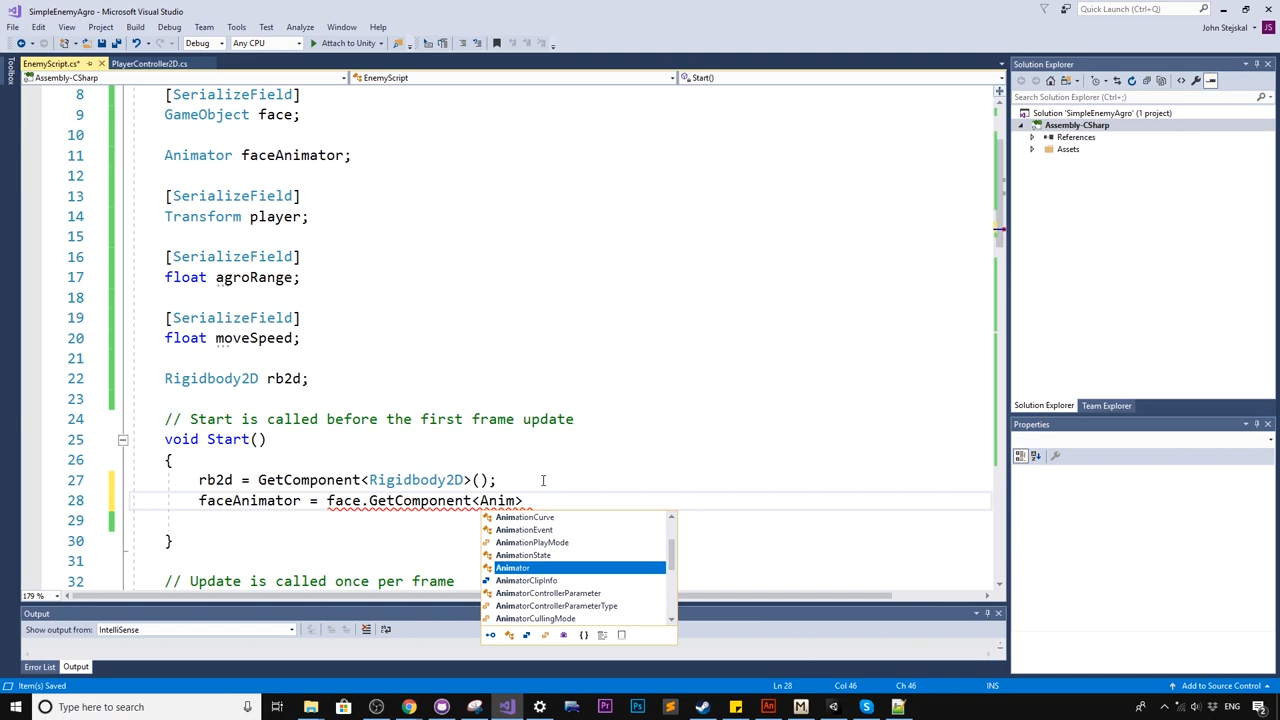 SimpleEnemyAgro - Microsoft Visual Studio
Quick Launch (Ctrl+Q)
File Edit View Project Build Debug Team Tools Test Analyze Window Help
John Stejskal
JS
Debug Any CPU Attach to Unity
EnemyScript.cs* PlayerController2D.cs
Assembly-CSharp EnemyScript Start()
Toolbox
8 [SerializeField]
9 GameObject face;
10
11 Animator faceAnimator;
12
13 [SerializeField]
14 Transform player;
15
16 [SerializeField]
17 float agroRange;
18
19 [SerializeField]
20 float moveSpeed;
21
22 Rigidbody2D rb2d;
23
24 // Start is called before the first frame update
25 void Start()
26 {
27 rb2d = GetComponent<Rigidbody2D>();
28 faceAnimator = face.GetComponent<Anim>
29
30 }
31
32 // Update is called once per frame
AnimationCurve
AnimationEvent
AnimationPlayMode
AnimationState
Animator
AnimatorClipInfo
AnimatorControllerParameter
AnimatorControllerParameterType
AnimatorCullingMode
179 %
Solution Explorer
Search Solution Explorer (Ctrl+;)
Solution 'SimpleEnemyAgro' (1 project)
Assembly-CSharp
References
Assets
Solution Explorer Team Explorer
Properties
Output
Show output from: IntelliSense
Error List Output
Item(s) Saved Ln 28 Col 46 Ch 46 INS Add to Source Control
Type here to search
ENG